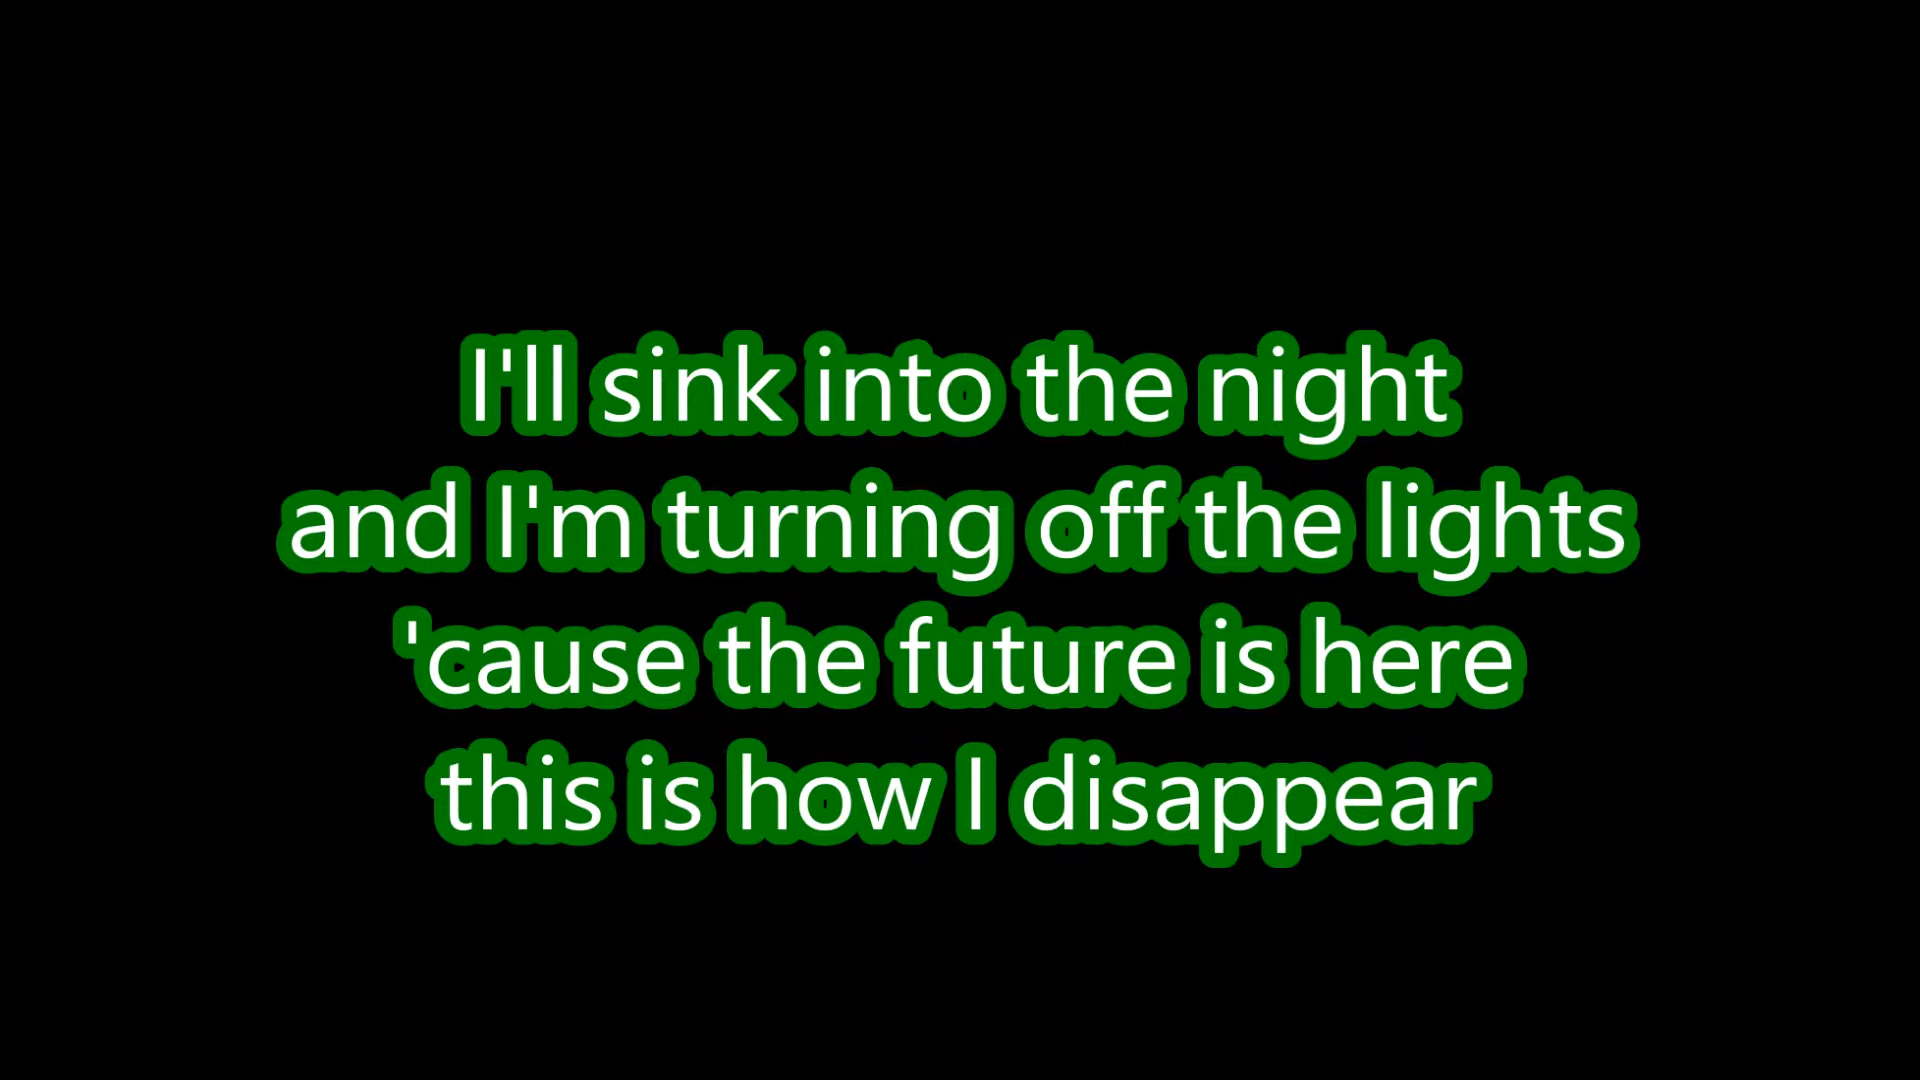 I'll sink into the night
and I'm turning off the lights
'cause the future is here
this is how I disappear